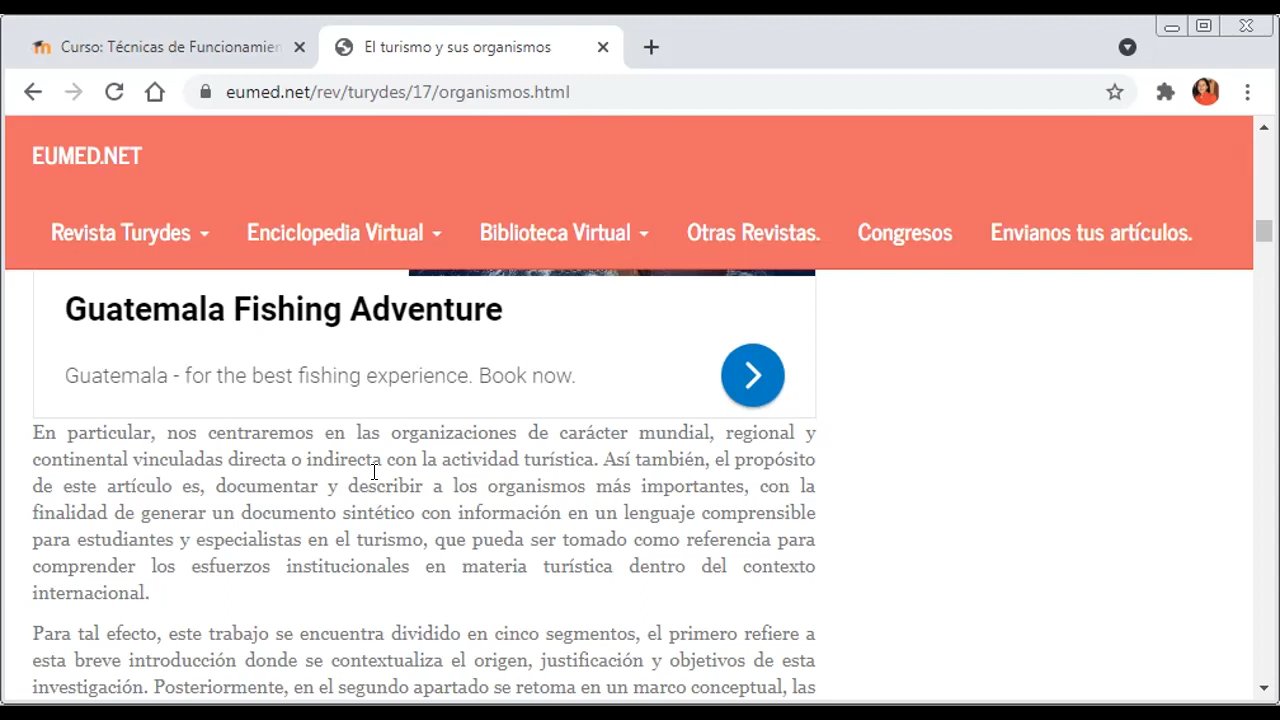 Curso: Técnicas de Funcionamien
El turismo y sus organismos
eumed.net/rev/turydes/17/organismos.html
EUMED.NET
Revista Turydes
Enciclopedia Virtual
Biblioteca Virtual
Otras Revistas.
Congresos
Envianos tus artículos.
Guatemala Fishing Adventure
Guatemala - for the best fishing experience. Book now.
En particular, nos centraremos en las organizaciones de carácter mundial, regional y
continental vinculadas directa o indirecta con la actividad turística. Así también, el propósito
de este artículo es, documentar y describir a los organismos más importantes, con la
finalidad de generar un documento sintético con información en un lenguaje comprensible
para estudiantes y especialistas en el turismo, que pueda ser tomado como referencia para
comprender los esfuerzos institucionales en materia turística dentro del contexto
internacional.
Para tal efecto, este trabajo se encuentra dividido en cinco segmentos, el primero refiere a
esta breve introducción donde se contextualiza el origen, justificación y objetivos de esta
investigación. Posteriormente, en el segundo apartado se retoma en un marco conceptual, las